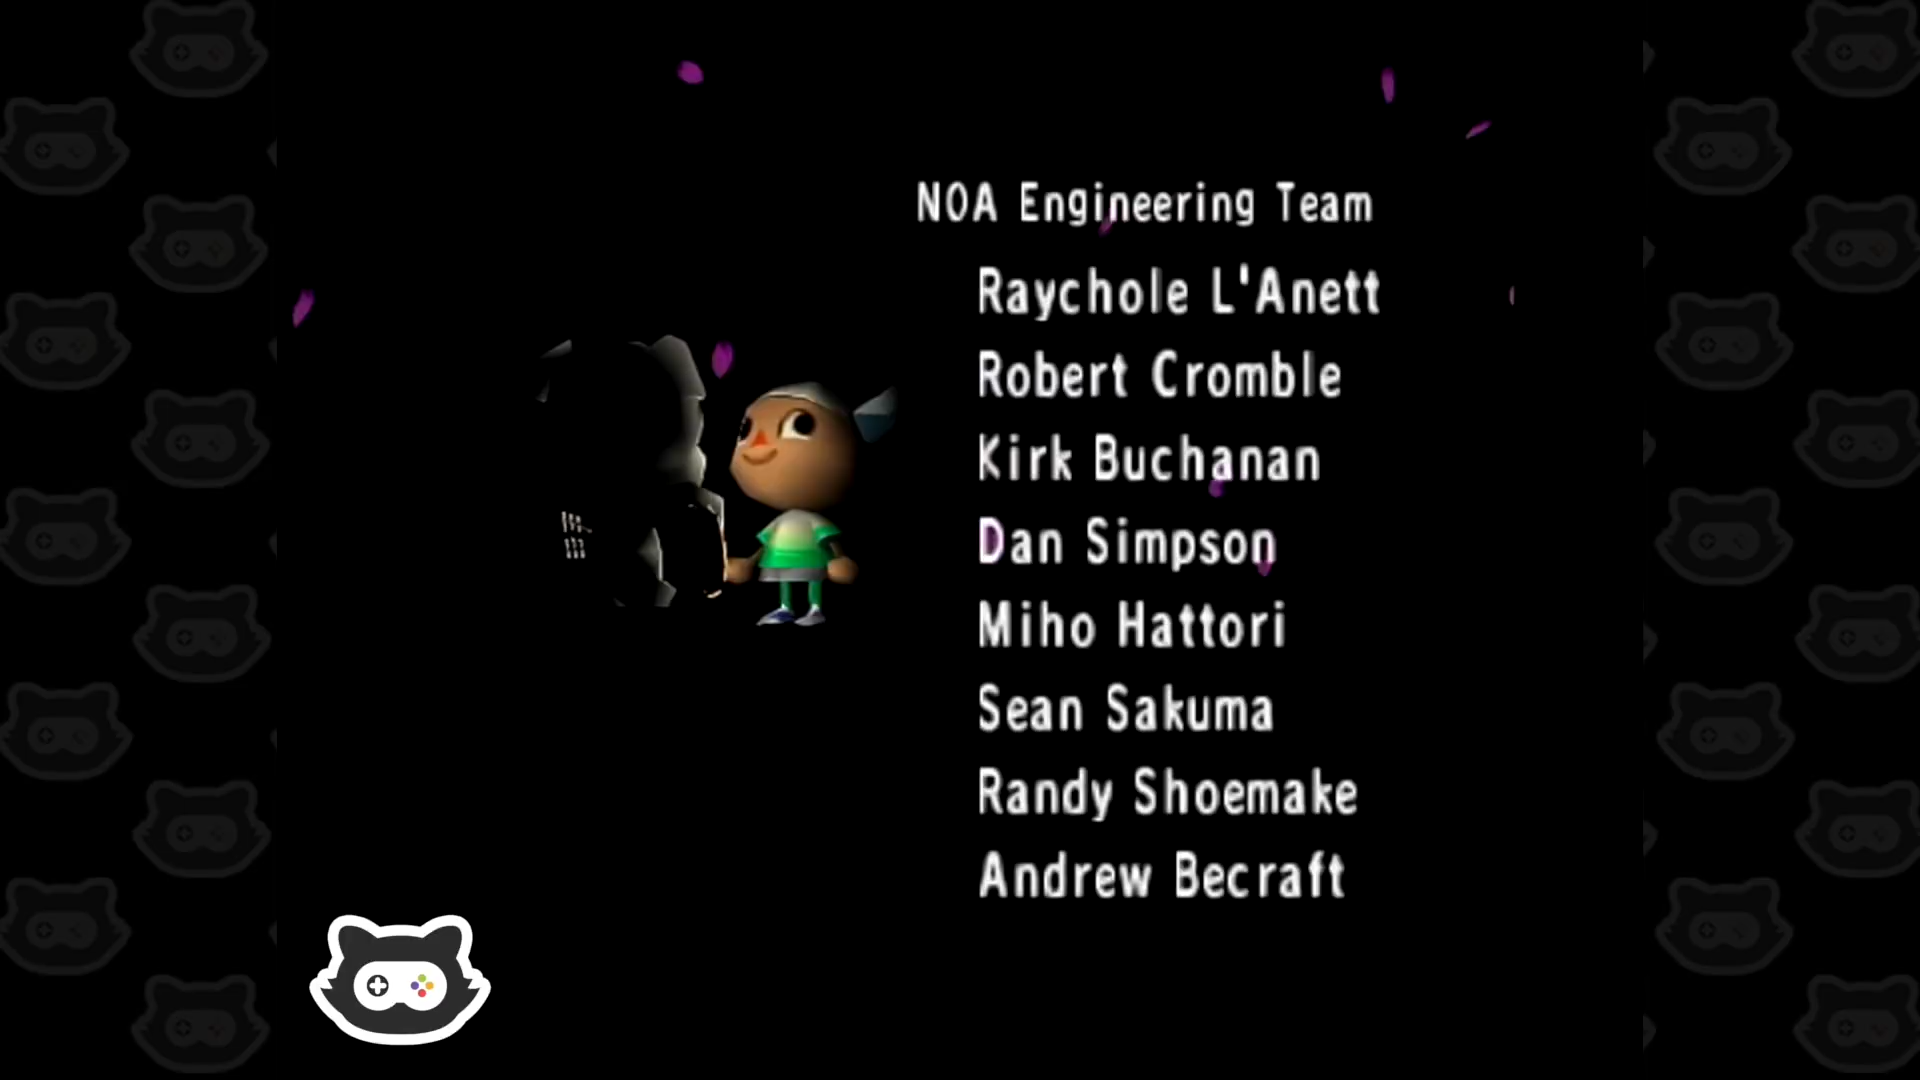 NOA Engineering Team
Raychole L'Anett
Robert Cromble
Kirk Buchanan
Dan Simpson
Miho Hattori
Sean Sakuma
Randy Shoemake
Andrew Becraft